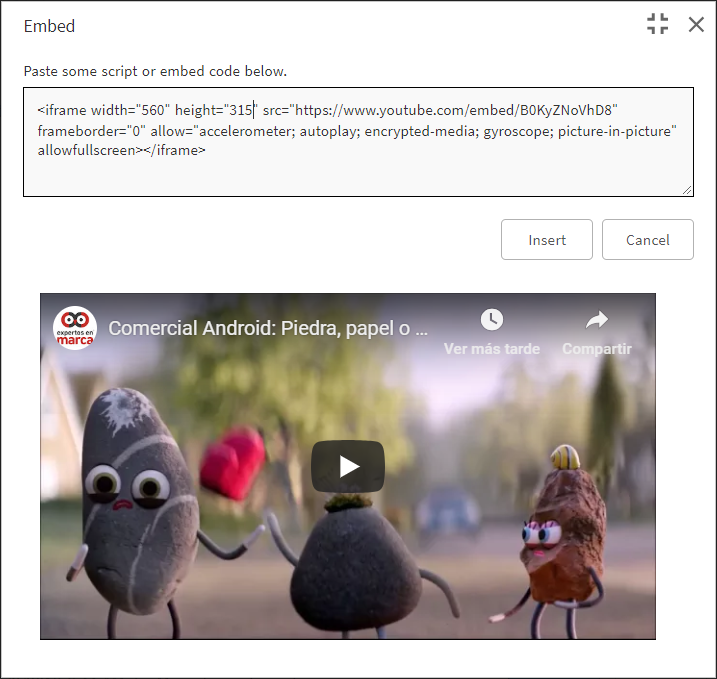 Embed
Paste some script or embed code below.
<iframe width="560" height="315" src="https://www.youtube.com/embed/B0KyZNoVhD8"
frameborder="0" allow="accelerometer; autoplay; encrypted-media; gyroscope; picture-in-picture"
allowfullscreen></iframe>
Insert
Cancel
expertos en
marca
Comercial Android: Piedra, papel o ...
Ver más tarde
Compartir